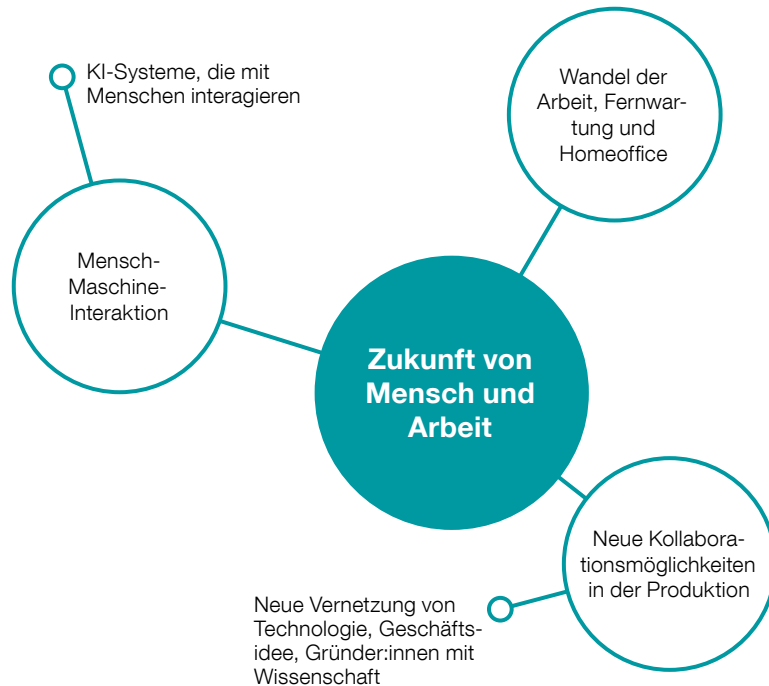 KI-Systeme, die mit
Menschen interagieren
Wandel der
Arbeit, Fernwar-
tung und
Homeoffice
Mensch-
Maschine-
Interaktion
Zukunft von
Mensch und
Arbeit
Neue Kollabora-
tionsmöglichkeiten
in der Produktion
Neue Vernetzung von
Technologie, Geschäfts-
idee, Gründer:innen mit
Wissenschaft